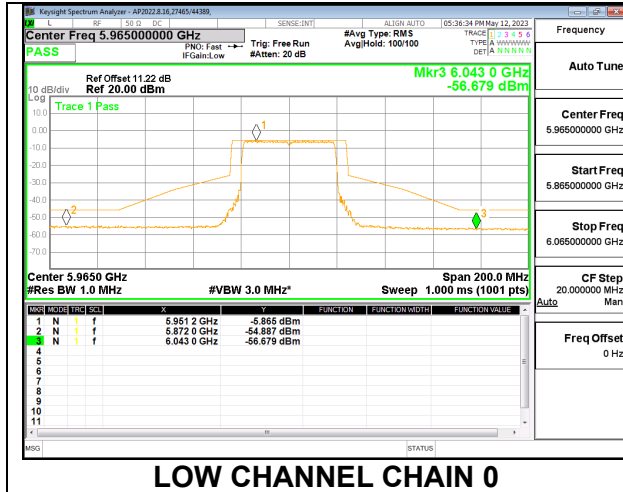 Keysight Spectrum Analyzer - AP2022.8.16,27465/44389,
L RF 50 Ω DC SENSE:INT ALIGN AUTO 05:36:34 PM May 12, 2023
Center Freq 5.965000000 GHz
PASS
PNO: Fast
IFGain:Low
Trig: Free Run
#Atten: 20 dB
#Avg Type: RMS
Avg|Hold: 100/100
TRACE 1 2 3 4 5 6
TYPE A WWWWW
DET A N N N N N
Ref Offset 11.22 dB
10 dB/div Ref 20.00 dBm
Log
Mkr3 6.043 0 GHz
-56.679 dBm
Trace 1 Pass
10.0
0.00
-10.0
-20.0
-30.0
-40.0
-50.0
-60.0
-70.0
1
2
3
Center 5.9650 GHz Span 200.0 MHz
#Res BW 1.0 MHz #VBW 3.0 MHz* Sweep 1.000 ms (1001 pts)
MKR MODE TRC SCL X Y FUNCTION FUNCTION WIDTH FUNCTION VALUE
1 N 1 f 5.951 2 GHz -5.865 dBm
2 N 1 f 5.872 0 GHz -54.887 dBm
3 N 1 f 6.043 0 GHz -56.679 dBm
4
5
6
7
8
9
10
11
MSG STATUS
Frequency
Auto Tune
Center Freq
5.965000000 GHz
Start Freq
5.865000000 GHz
Stop Freq
6.065000000 GHz
CF Step
20.000000 MHz
Auto Man
Freq Offset
0 Hz
LOW CHANNEL CHAIN 0